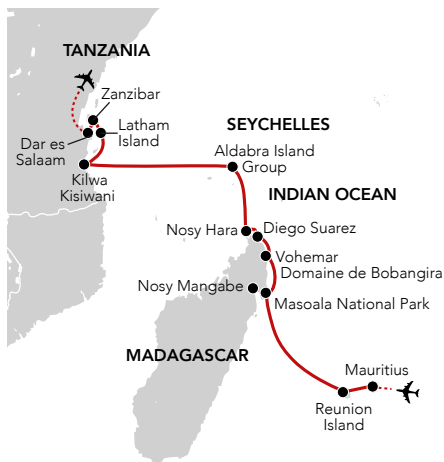 TANZANIA
Zanzibar
Dar es
Salaam
Latham
Island
Kilwa
Kisiwani
SEYCHELLES
Aldabra Island
Group
INDIAN OCEAN
Nosy Hara
Diego Suarez
Vohemar
Domaine de Bobangira
Nosy Mangabe
Masoala National Park
MADAGASCAR
Mauritius
Reunion
Island